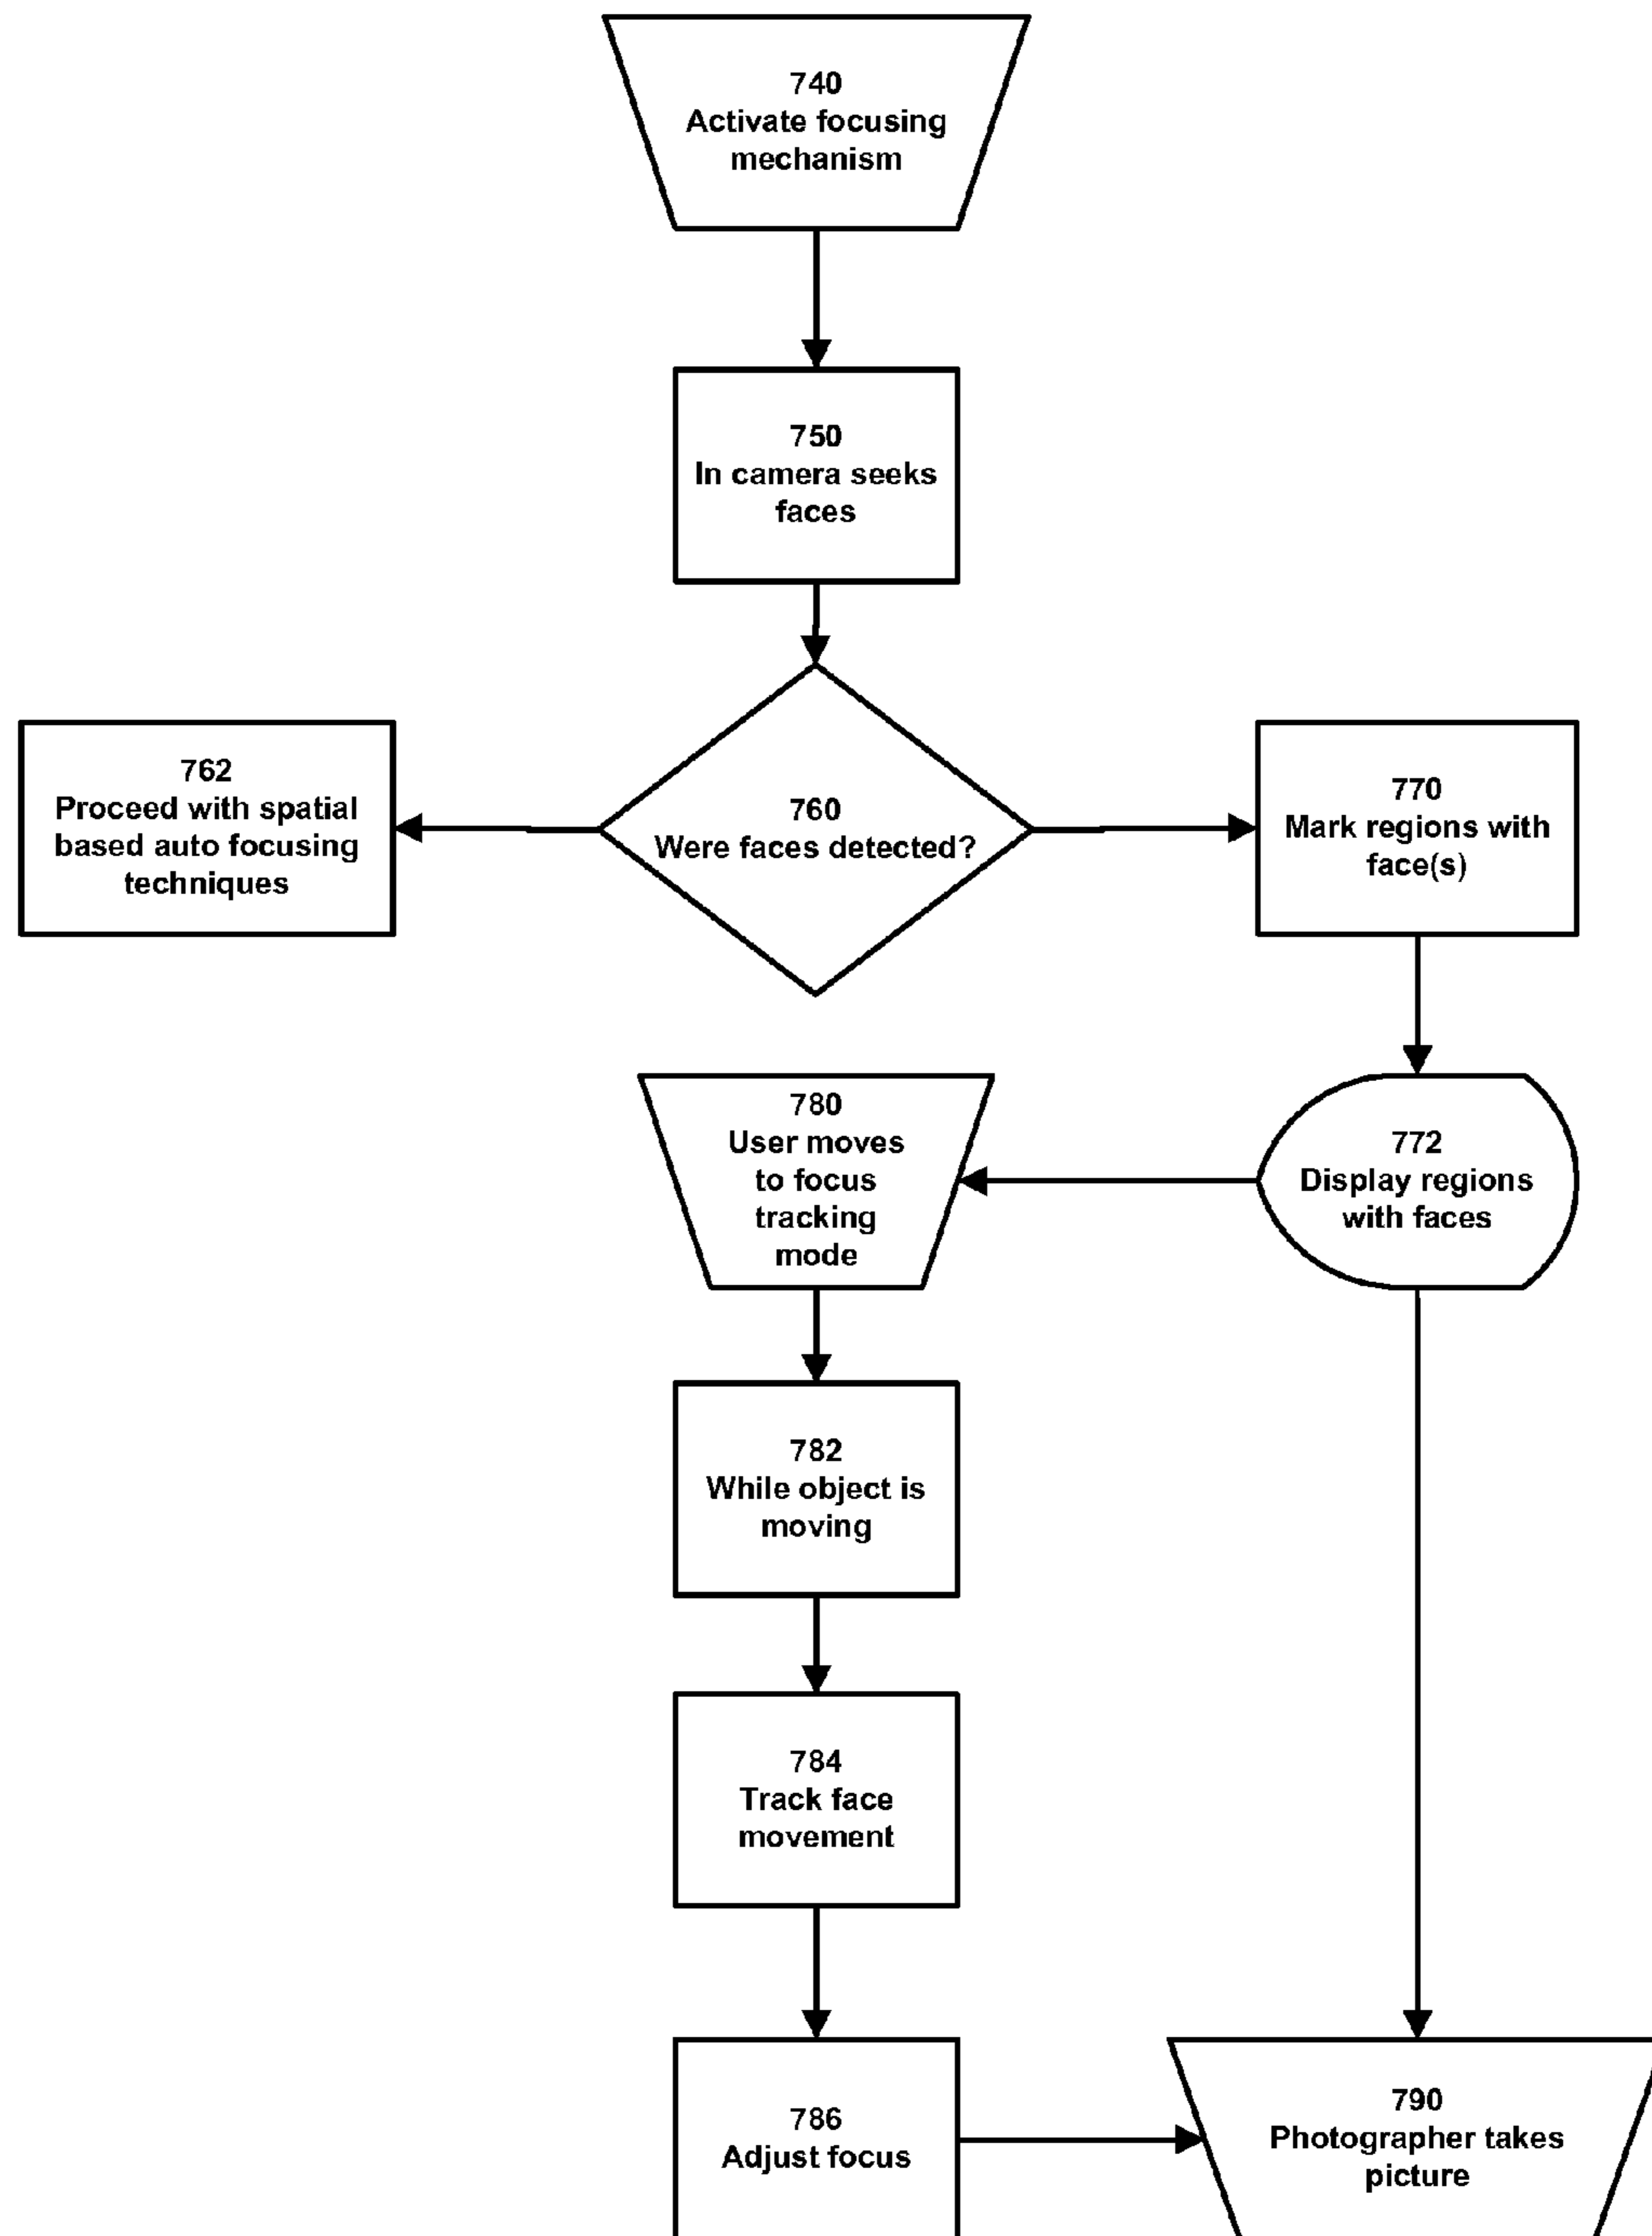 740
Activate focusing
mechanism
750
In camera seeks
faces
762
Proceed with spatial
based auto focusing
techniques
760
Were faces detected?
770
Mark regions with
face(s)
780
User moves
to focus
tracking
mode
772
Display regions
with faces
782
While object is
moving
784
Track face
movement
786
Adjust focus
790
Photographer takes
picture